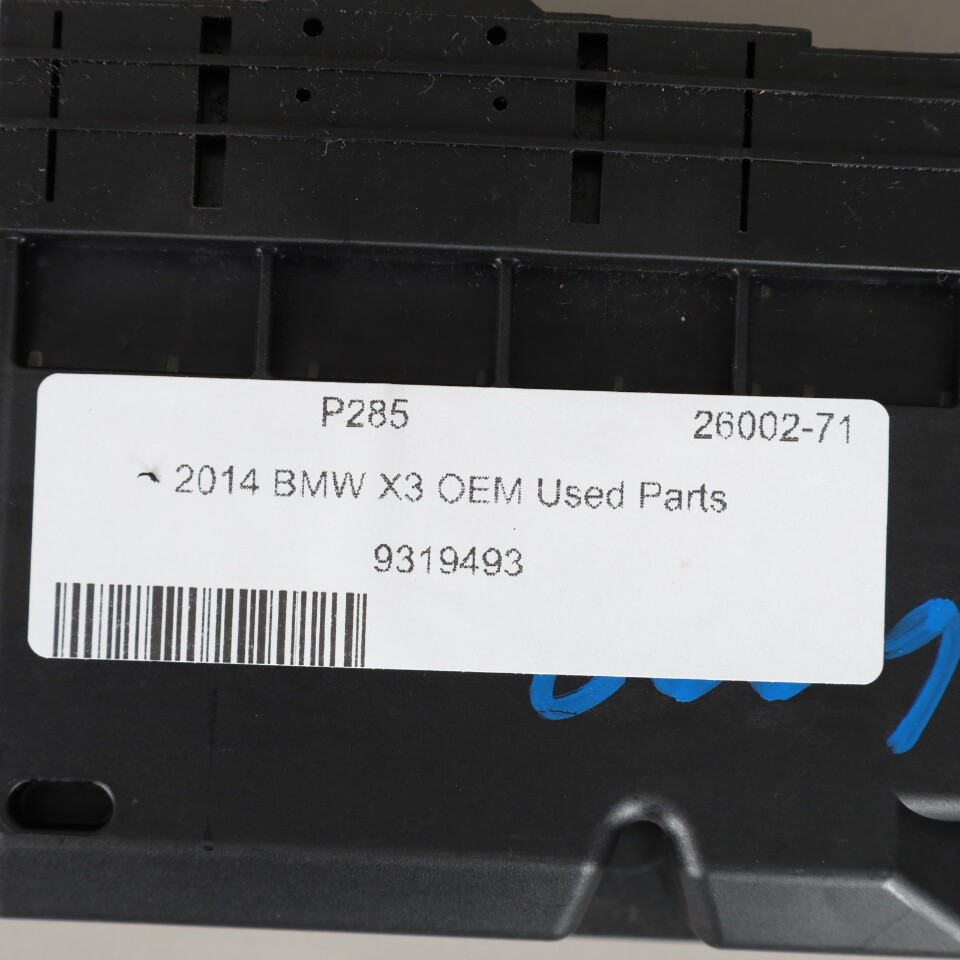 P285 26002-71
2014 BMW X3 OEM Used Parts
9319493